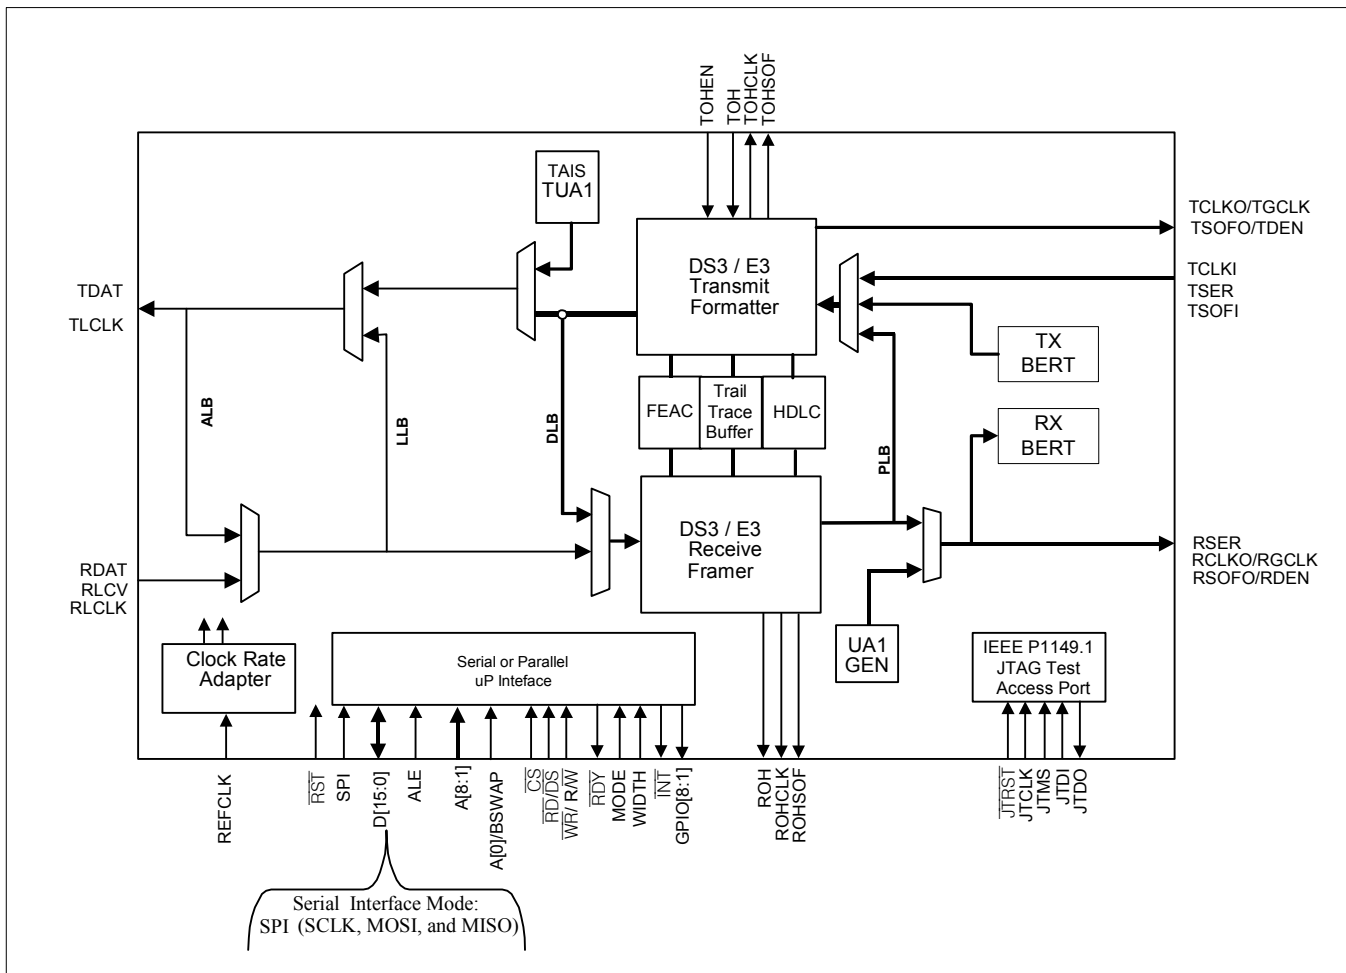 TOHEN
TOH
TOHCLK
TOHSOF
TAIS
TUA1
TCLKO/TGCLK
TSOFO/TDEN
DS3 / E3
Transmit
Formatter
TCLKI
TSER
TSOFI
TDAT
TLCLK
TX
BERT
FEAC
Trail
Trace
Buffer
HDLC
RX
BERT
ALB
LLB
DLB
PLB
DS3 / E3
Receive
Framer
RDAT
RLCV
RLCLK
RSER
RCLKO/RGCLK
RSOFO/RDEN
Clock Rate
Adapter
Serial or Parallel
uP Inteface
UA1
GEN
IEEE P1149.1
JTAG Test
Access Port
REFCLK
RST
SPI
D[15:0]
ALE
A[8:1]
A[0]/BSWAP
CS
RD/DS
WR/ R/W
RDY
MODE
WIDTH
INT
GPIO[8:1]
ROH
ROHCLK
ROHSOF
JTRST
JTCLK
JTMS
JTDI
JTDO
Serial Interface Mode:
SPI (SCLK, MOSI, and MISO)